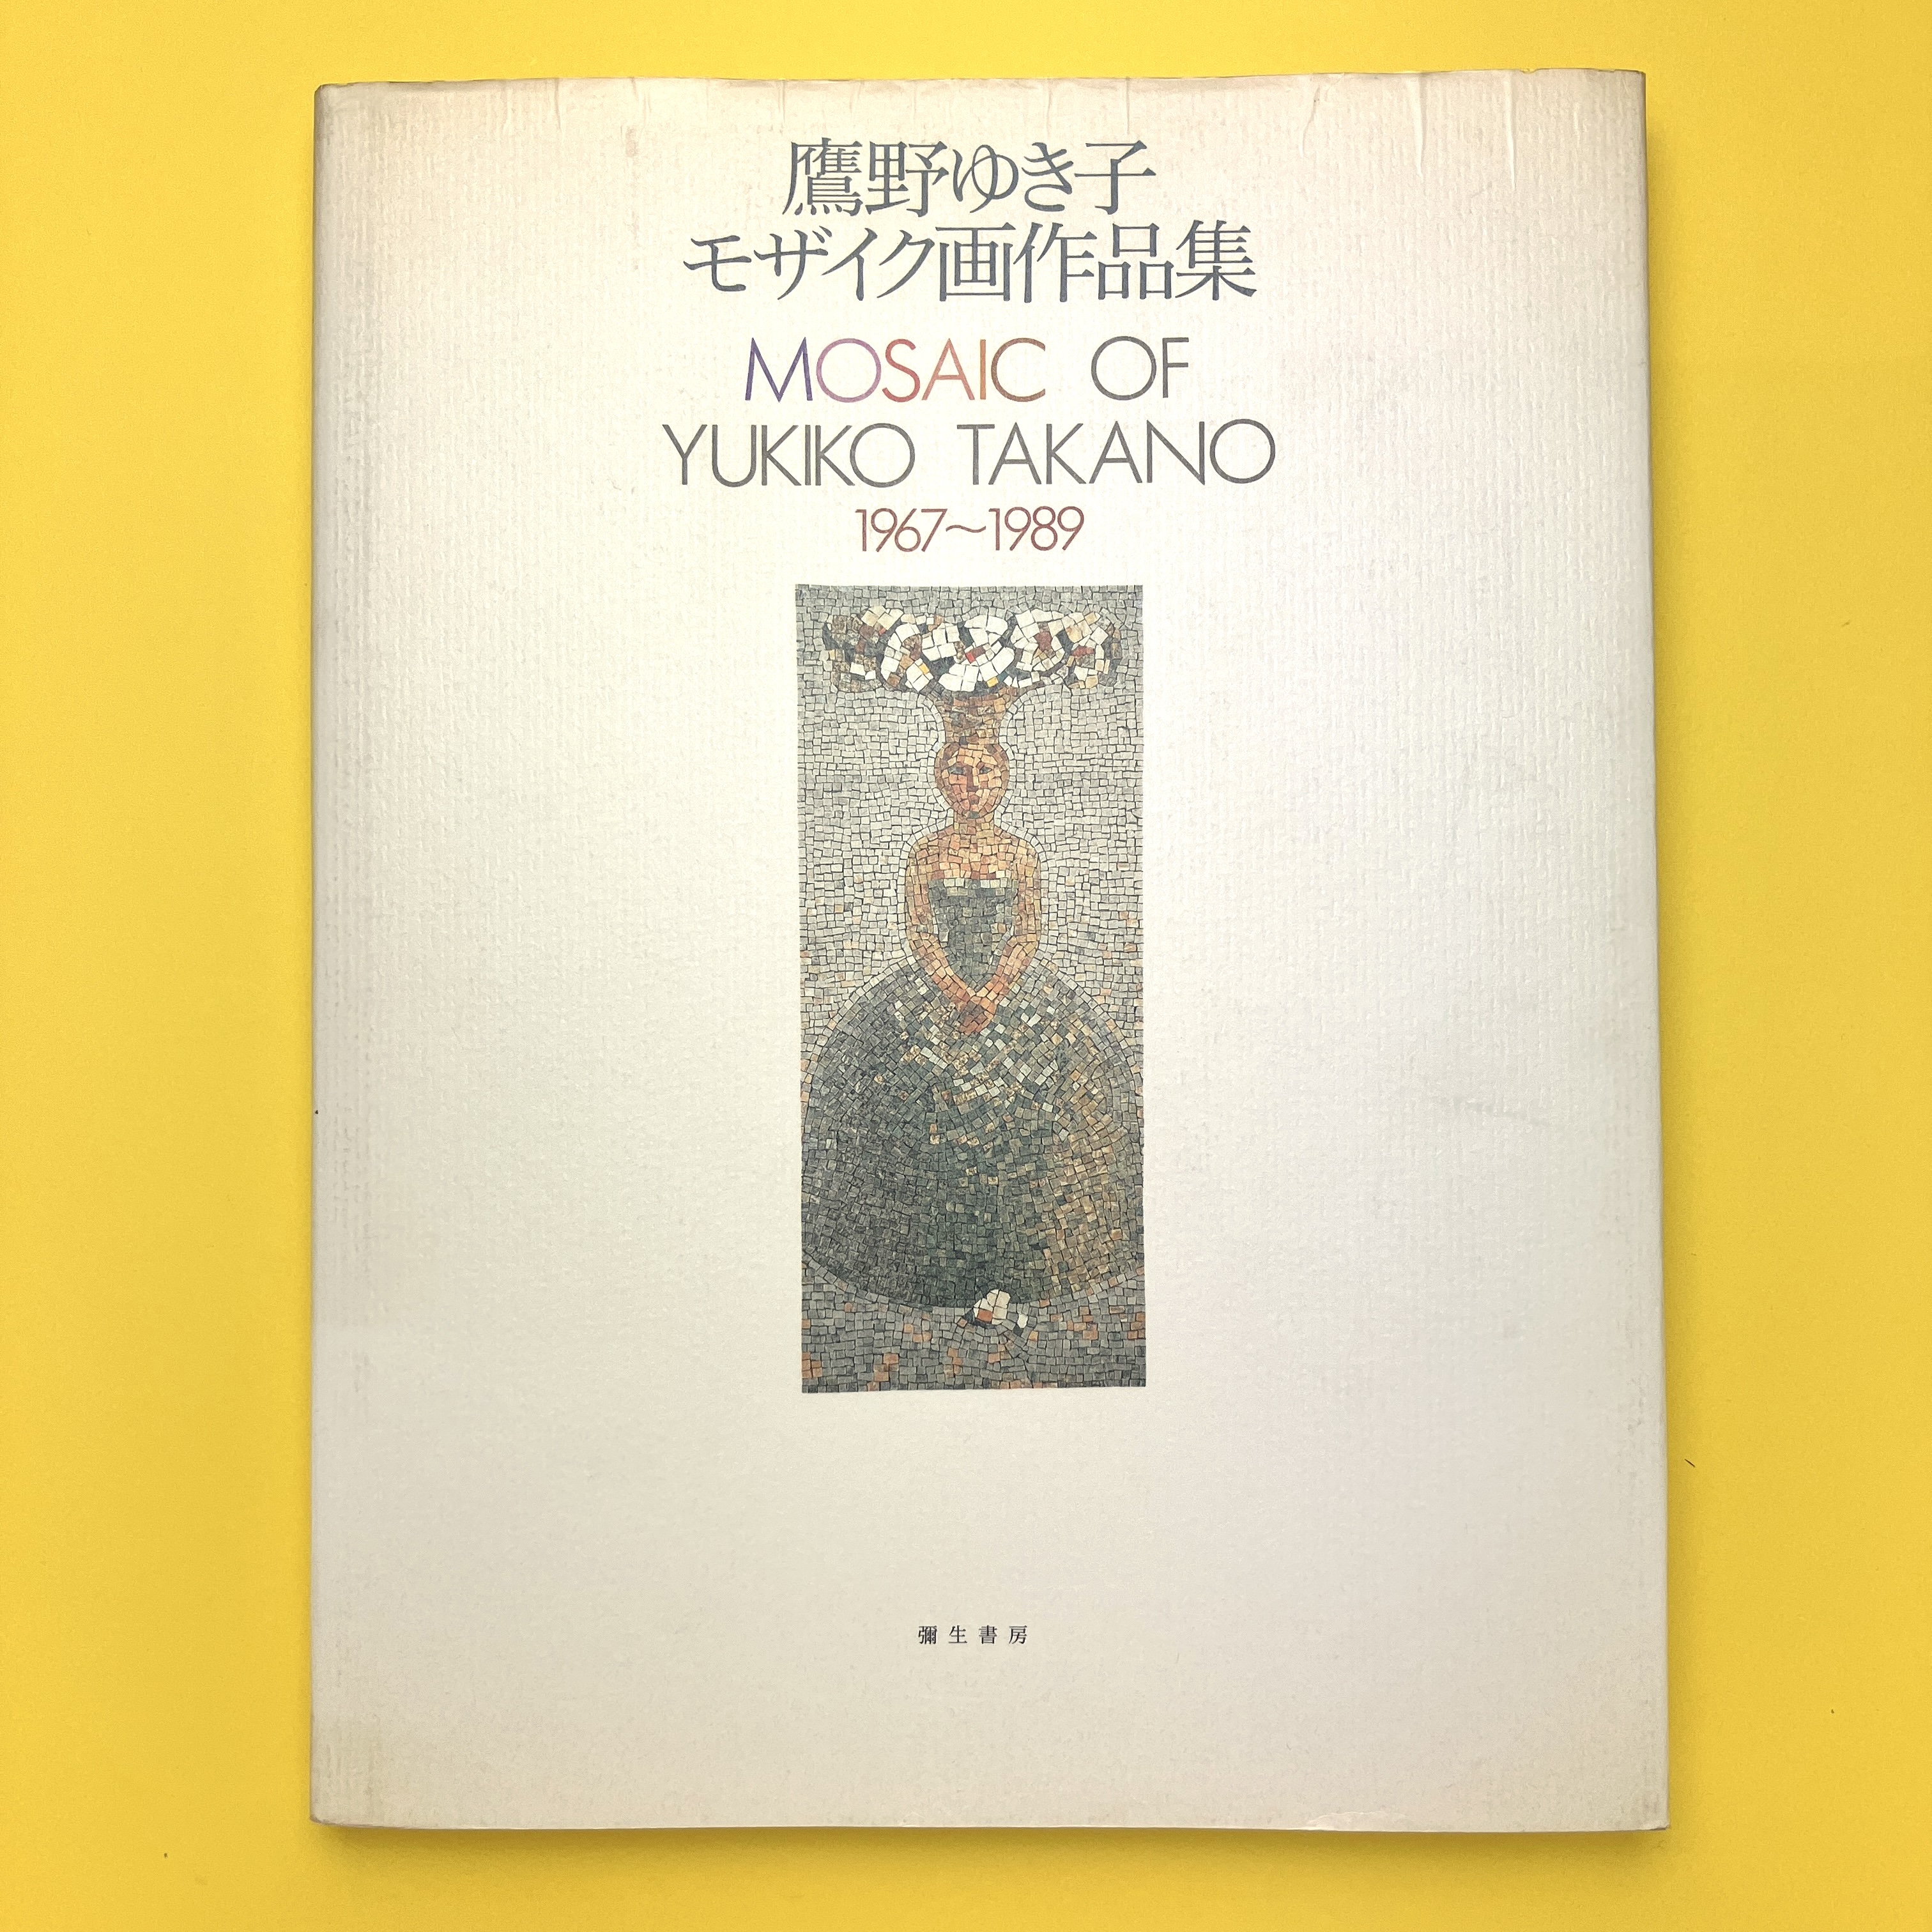 鷹野ゆき子
モザイク画作品集
MOSAIC OF
YUKIKO TAKANO
1967〜1989
彌生書房